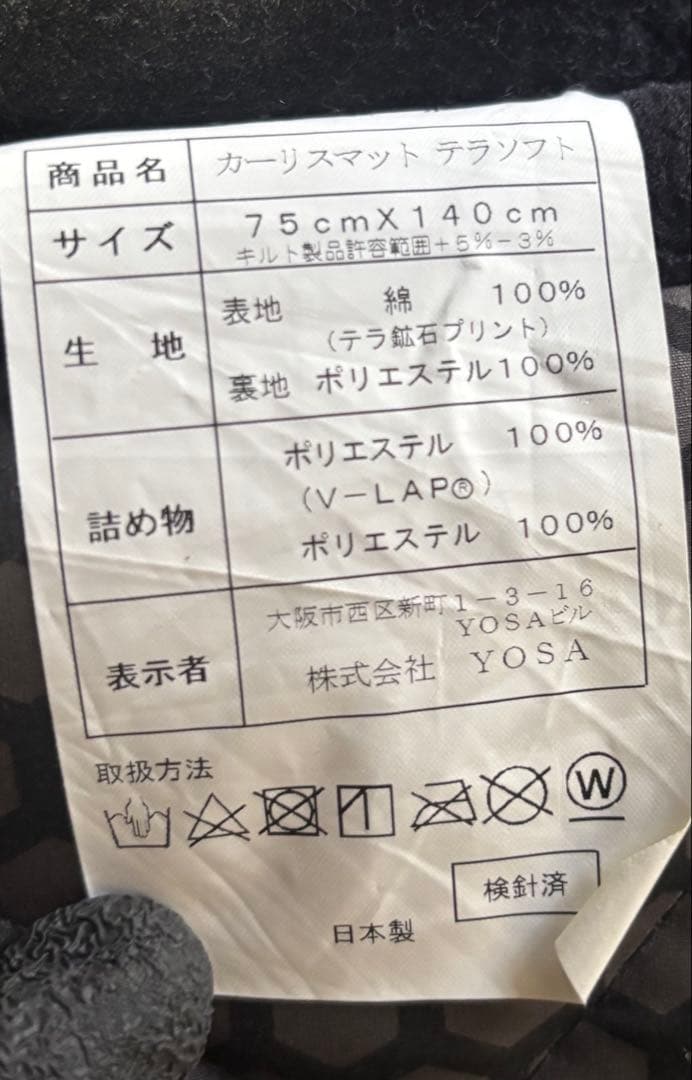 商品名 カーリスマット テラソフト
サイズ 75cmX140cm
キルト製品許容範囲+5%-3%
生地 表地 綿 100%
(テラ鉱石プリント)
裏地 ポリエステル100%
詰め物 ポリエステル 100%
(V-LAP®)
ポリエステル 100%
表示者 大阪市西区新町1-3-16
YOSAビル
株式会社 YOSA
取扱方法
W
検針済
日本製